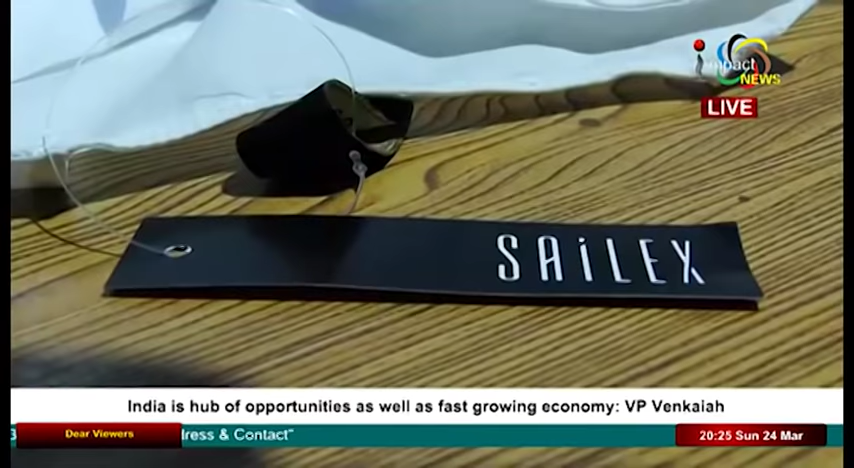 impact
NEWS
LIVE
SAiLEX
India is hub of opportunities as well as fast growing economy: VP Venkaiah
Dear Viewers
dress & Contact"
20:25 Sun 24 Mar